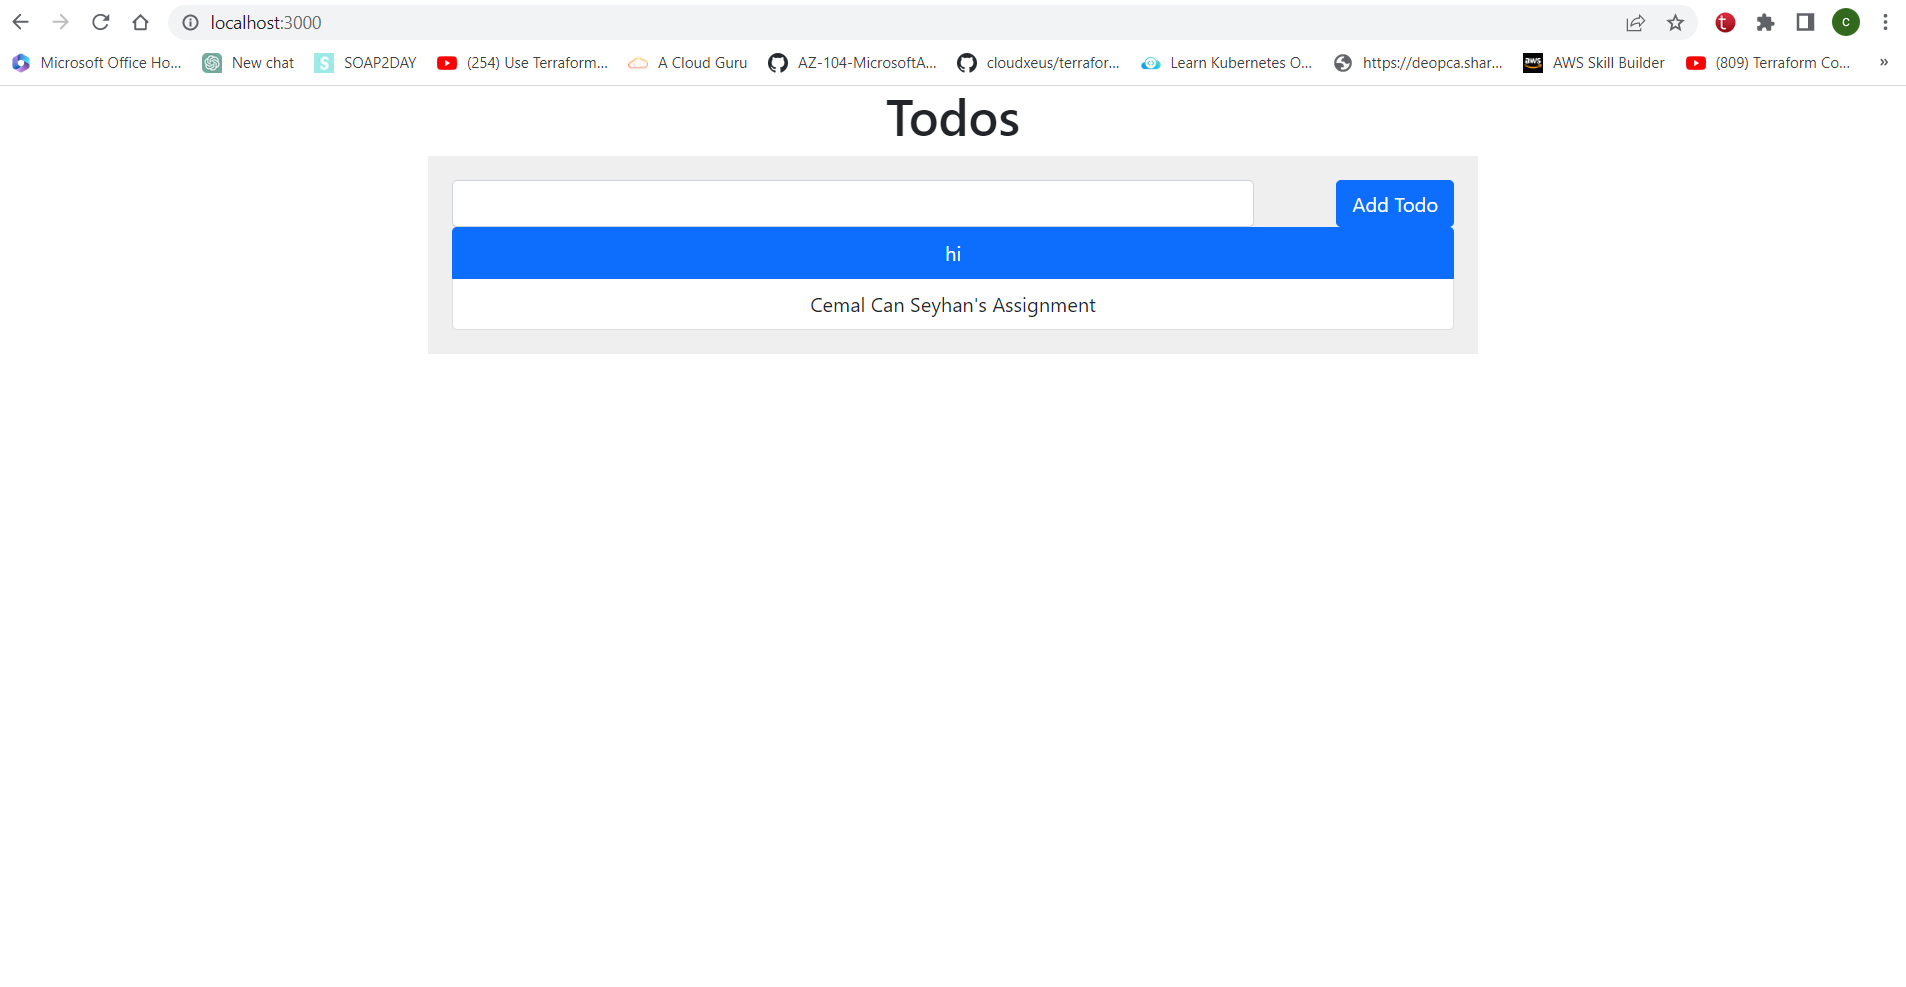 localhost:3000
C
Microsoft Office Ho... New chat S SOAP2DAY (254) Use Terraform... A Cloud Guru AZ-104-MicrosoftA... cloudxeus/terrafor... Learn Kubernetes O... https://deopca.shar... aws AWS Skill Builder (809) Terraform Co... »
Todos
Add Todo
hi
Cemal Can Seyhan's Assignment